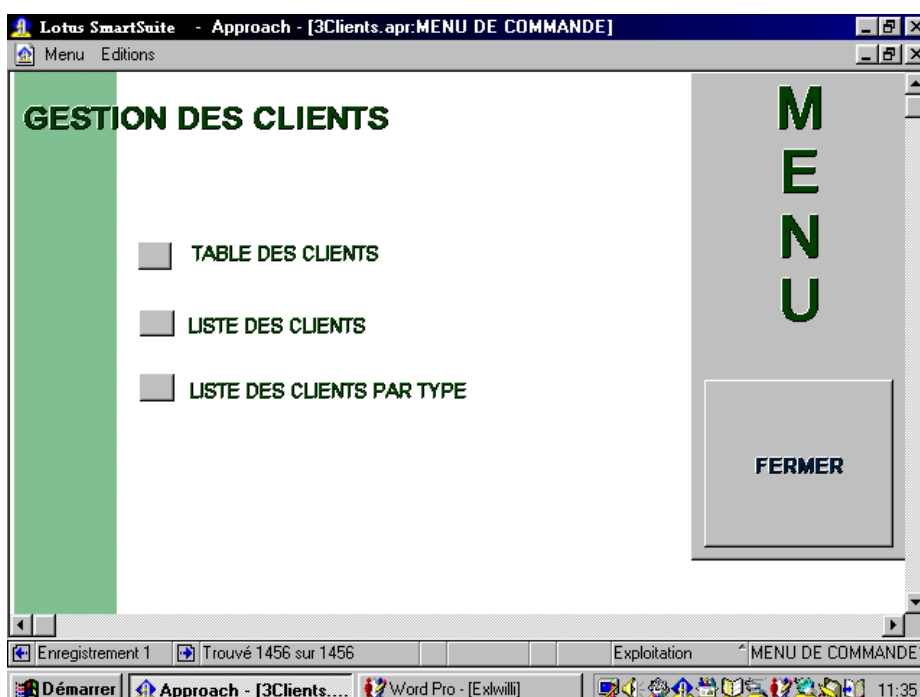 Lotus SmartSuite - Approach - [3Clients.apr:MENU DE COMMANDE]
Menu Editions
GESTION DES CLIENTS
TABLE DES CLIENTS
LISTE DES CLIENTS
LISTE DES CLIENTS PAR TYPE
M
E
N
U
FERMER
Enregistrement 1 Trouvé 1456 sur 1456 Exploitation MENU DE COMMANDE
Démarrer Approach - [3Clients.... Word Pro - [Exlwilli] 11:35